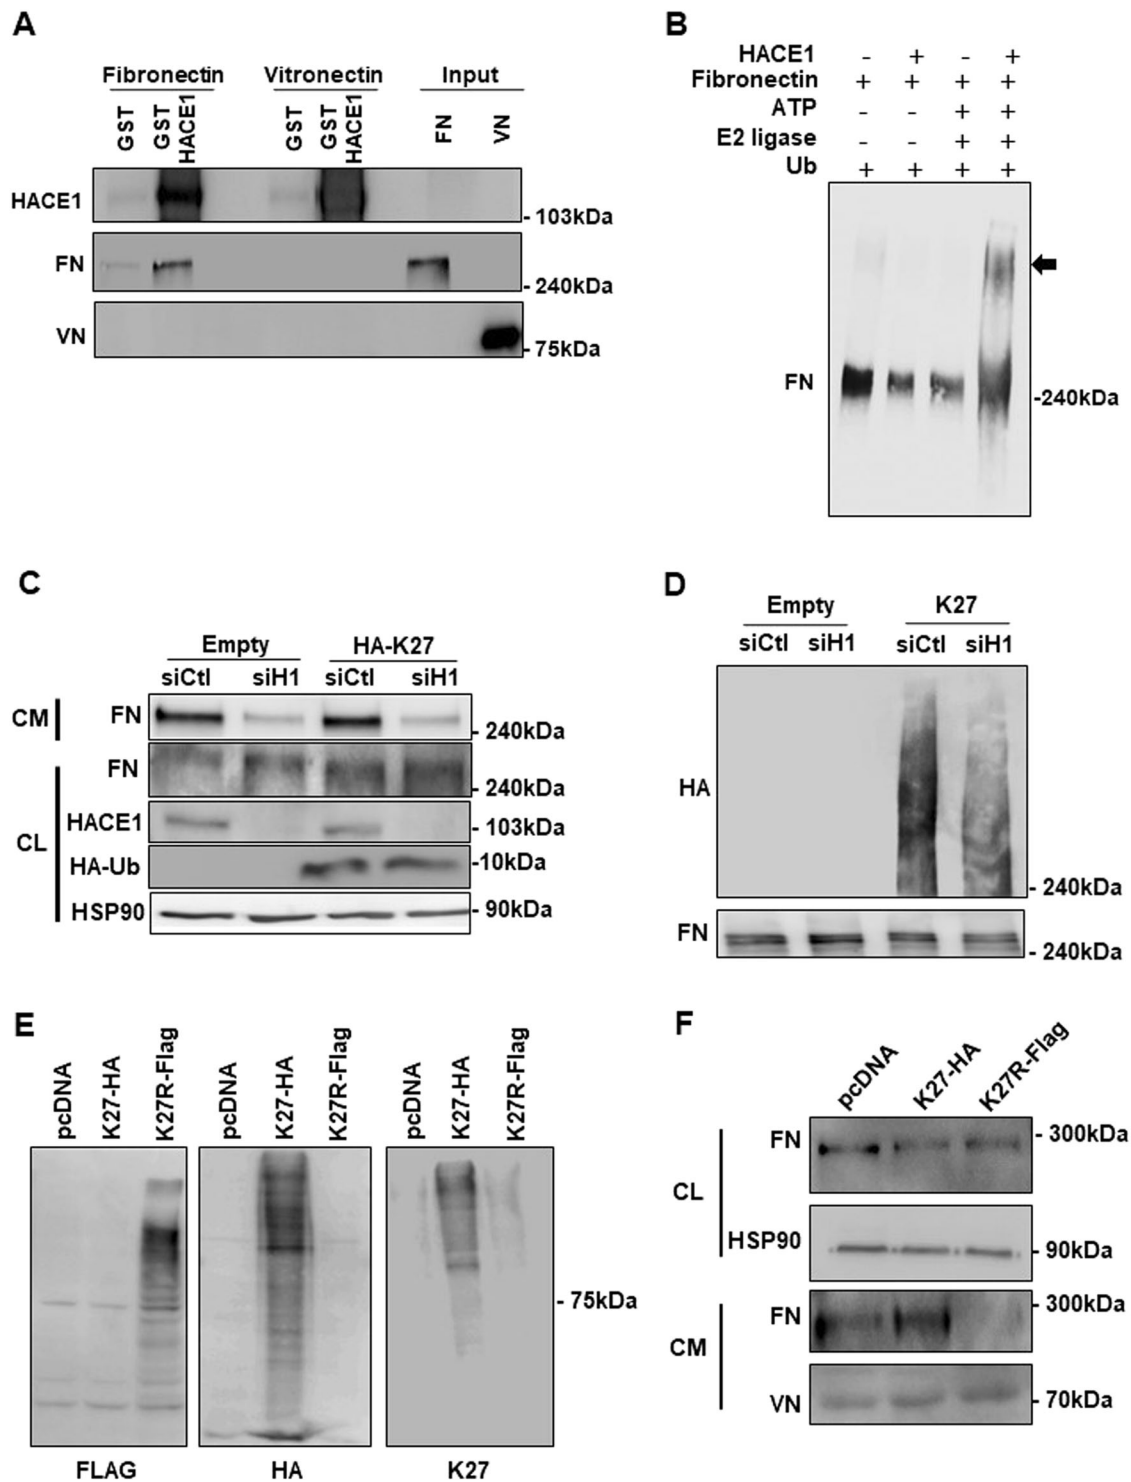 A
Fibronectin Vitronectin Input
GST GST HACE1 GST GST HACE1 FN VN
HACE1
- 103kDa
FN
- 240kDa
VN
- 75kDa
B
HACE1 - + - +
Fibronectin + + + +
ATP - - + +
E2 ligase - - + +
Ub + + + +
FN
-240kDa
C
Empty HA-K27
siCtl siH1 siCtl siH1
CM FN
- 240kDa
CL
FN
- 240kDa
HACE1 - 103kDa
HA-Ub -10kDa
HSP90 - 90kDa
D
Empty K27
siCtl siH1 siCtl siH1
HA
- 240kDa
FN
- 240kDa
E
pcDNA K27-HA K27R-Flag pcDNA K27-HA K27R-Flag pcDNA K27-HA K27R-Flag
- 75kDa
FLAG HA K27
F
pcDNA K27-HA K27R-Flag
CL
FN - 300kDa
HSP90 - 90kDa
CM
FN - 300kDa
VN - 70kDa